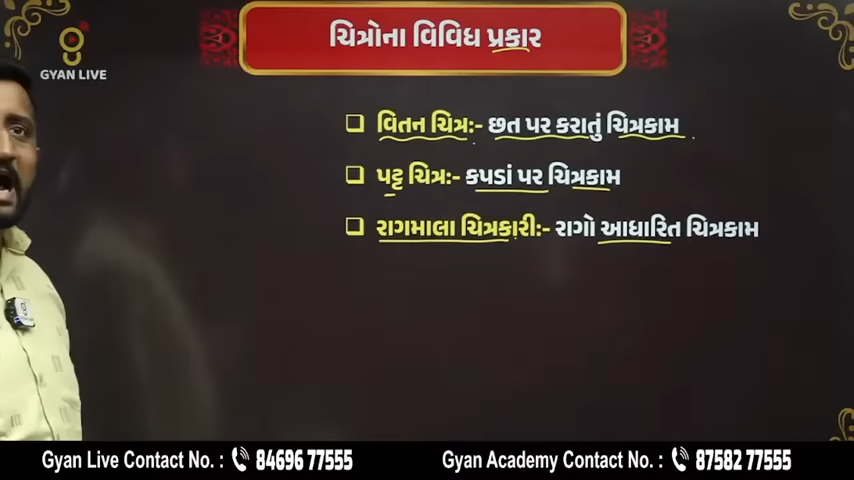 ચિત્રોના વિવિધ પ્રકાર
GYAN LIVE
❑ વિતન ચિત્ર:- છત પર કરાતું ચિત્રકામ
❑ પટ્ટ ચિત્ર:- કપડાં પર ચિત્રકામ
❑ રાગમાલા ચિત્રકારી:- રાગો આધારિત ચિત્રકામ
Gyan Live Contact No. : 84696 77555
Gyan Academy Contact No. : 87582 77555